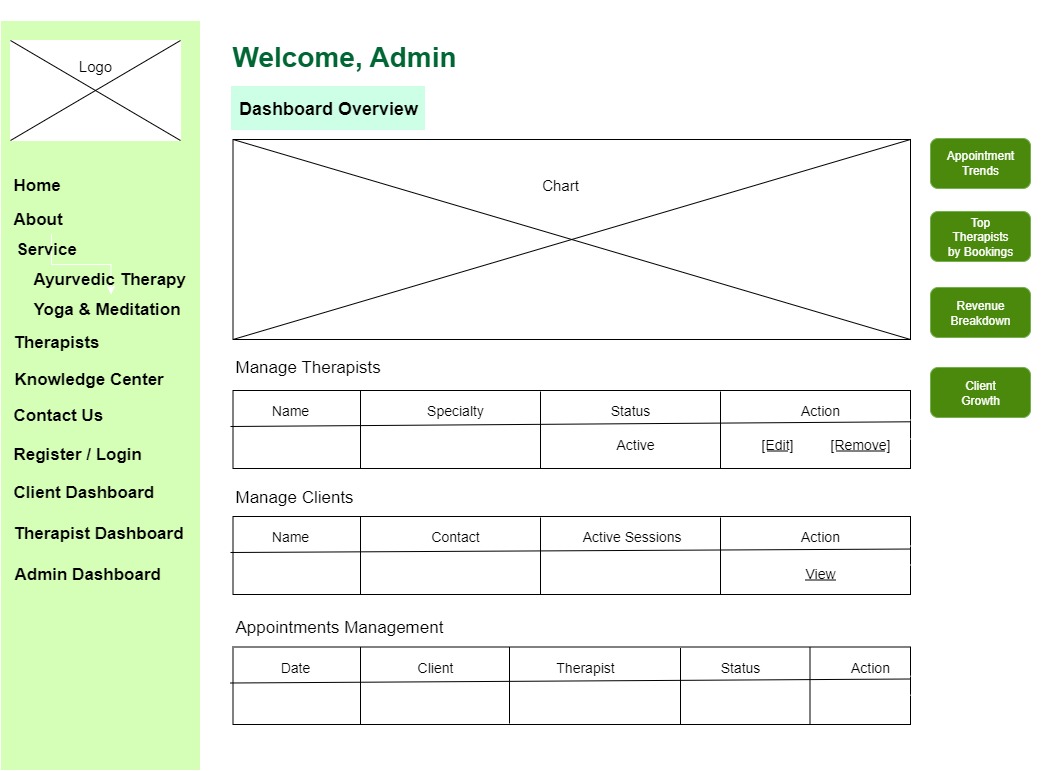 Logo
Home
About
Service
Ayurvedic Therapy
Yoga & Meditation
Therapists
Knowledge Center
Contact Us
Register / Login
Client Dashboard
Therapist Dashboard
Admin Dashboard
Welcome, Admin
Dashboard Overview
Chart
Appointment
Trends
Top
Therapists
by Bookings
Revenue
Breakdown
Client
Growth
Manage Therapists
Name Specialty Status Action
Active [Edit] [Remove]
Manage Clients
Name Contact Active Sessions Action
View
Appointments Management
Date Client Therapist Status Action